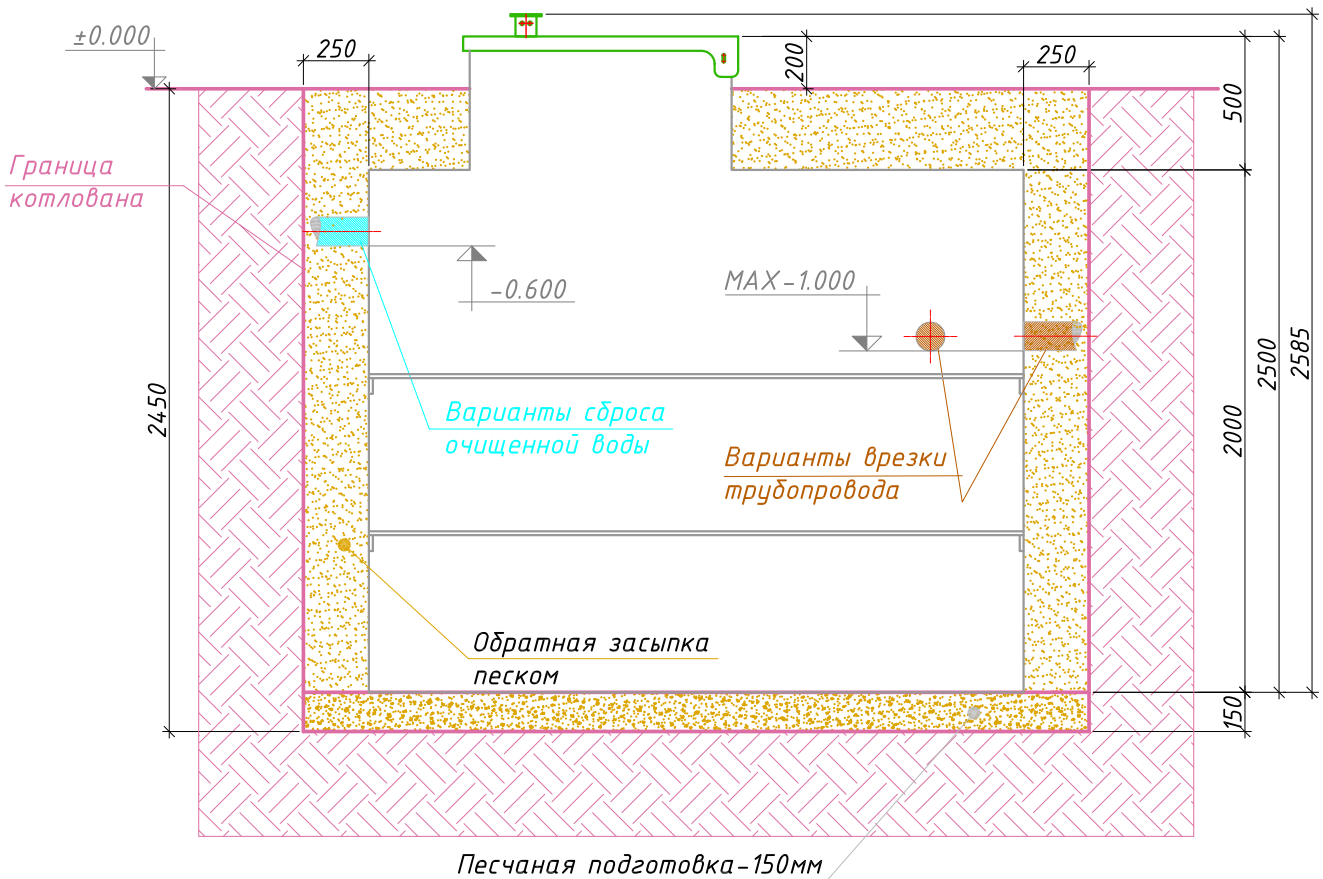 ±0.000
250
200
250
500
Граница
котлована
-0.600
MAX-1.000
2500
2585
2450
2000
Варианты сброса
очищенной воды
Варианты врезки
трубопровода
Обратная засыпка
песком
150
Песчаная подготовка-150мм